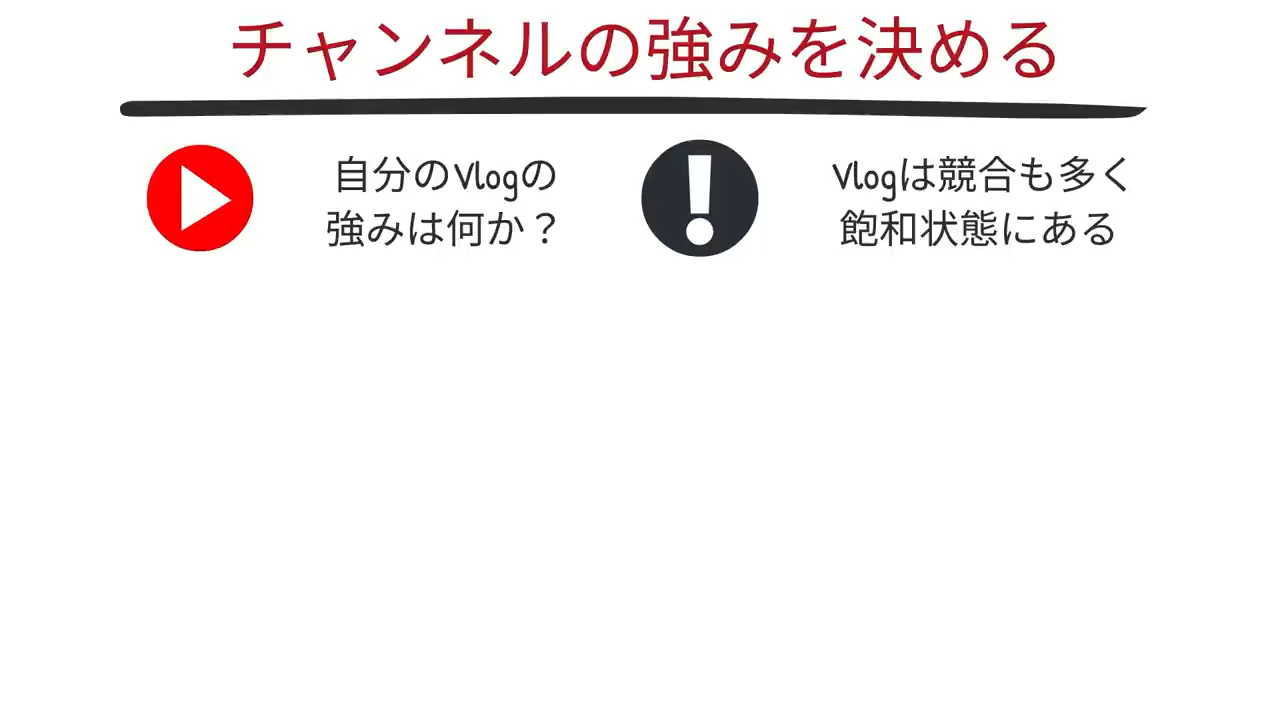 チャンネルの強みを決める
自分のVlogの
強みは何か？
Vlogは競合も多く
飽和状態にある